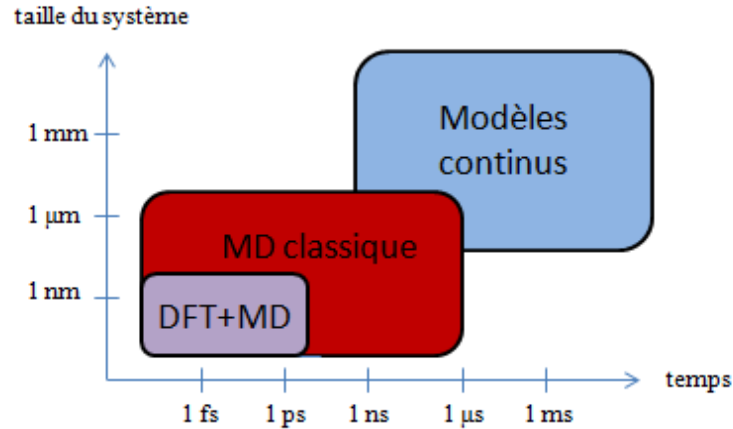 taille du système
1 mm
Modèles
continus
1 μm
MD classique
1 nm
DFT+MD
temps
1 fs
1 ps
1 ns
1 μs
1 ms